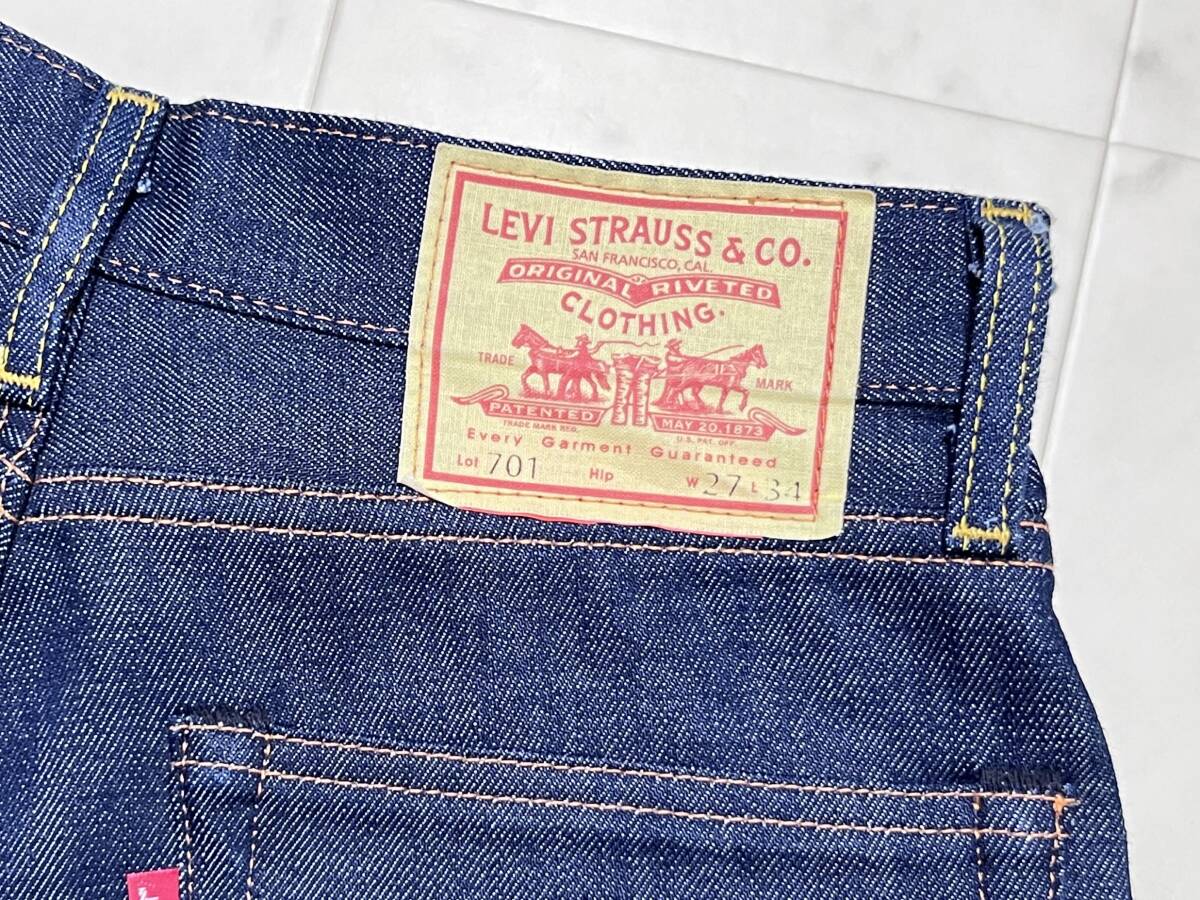 LEVI STRAUSS & CO.
SAN FRANCISCO, CAL.
ORIGINAL RIVETED
CLOTHING.
TRADE MARK
PATENTED MAY 20. 1873
TRADE MARK REG. U.S. PAT. OFF.
Every Garment Guaranteed
Lot 701 Hip W 27 L 34